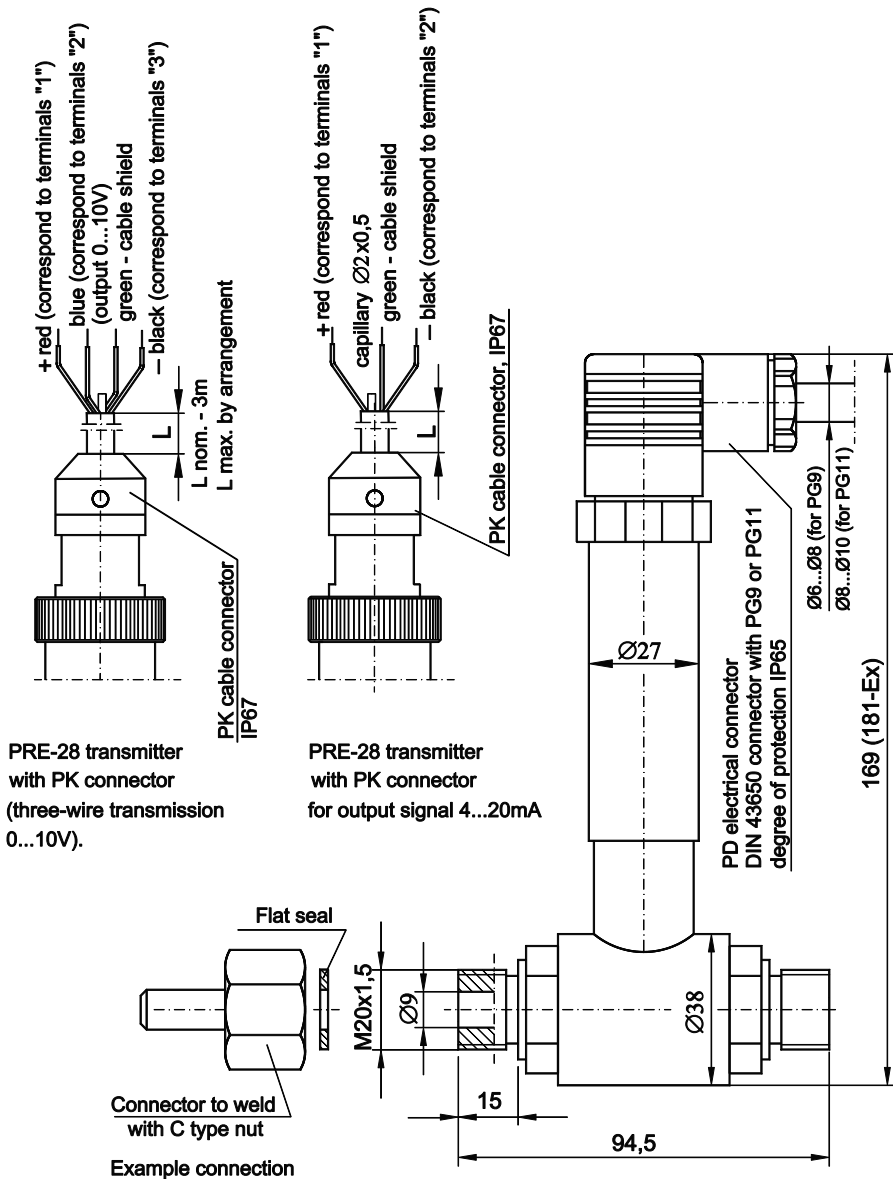 + red (correspond to terminals "1")
blue (correspond to terminals "2")
(output 0...10V)
green - cable shield
– black (correspond to terminals "3")
L
L nom. - 3m
L max. by arrangement
PK cable connector
IP67
+ red (correspond to terminals "1")
capillary Ø2x0,5
green - cable shield
– black (correspond to terminals "2")
L
PK cable connector, IP67
PRE-28 transmitter
with PK connector
(three-wire transmission
0...10V).
PRE-28 transmitter
with PK connector
for output signal 4...20mA
Ø27
PD electrical connector
DIN 43650 connector with PG9 or PG11
degree of protection IP65
Ø6...Ø8 (for PG9)
Ø8...Ø10 (for PG11)
169 (181-Ex)
Flat seal
M20x1,5
Ø9
Ø38
15
94,5
Connector to weld
with C type nut
Example connection